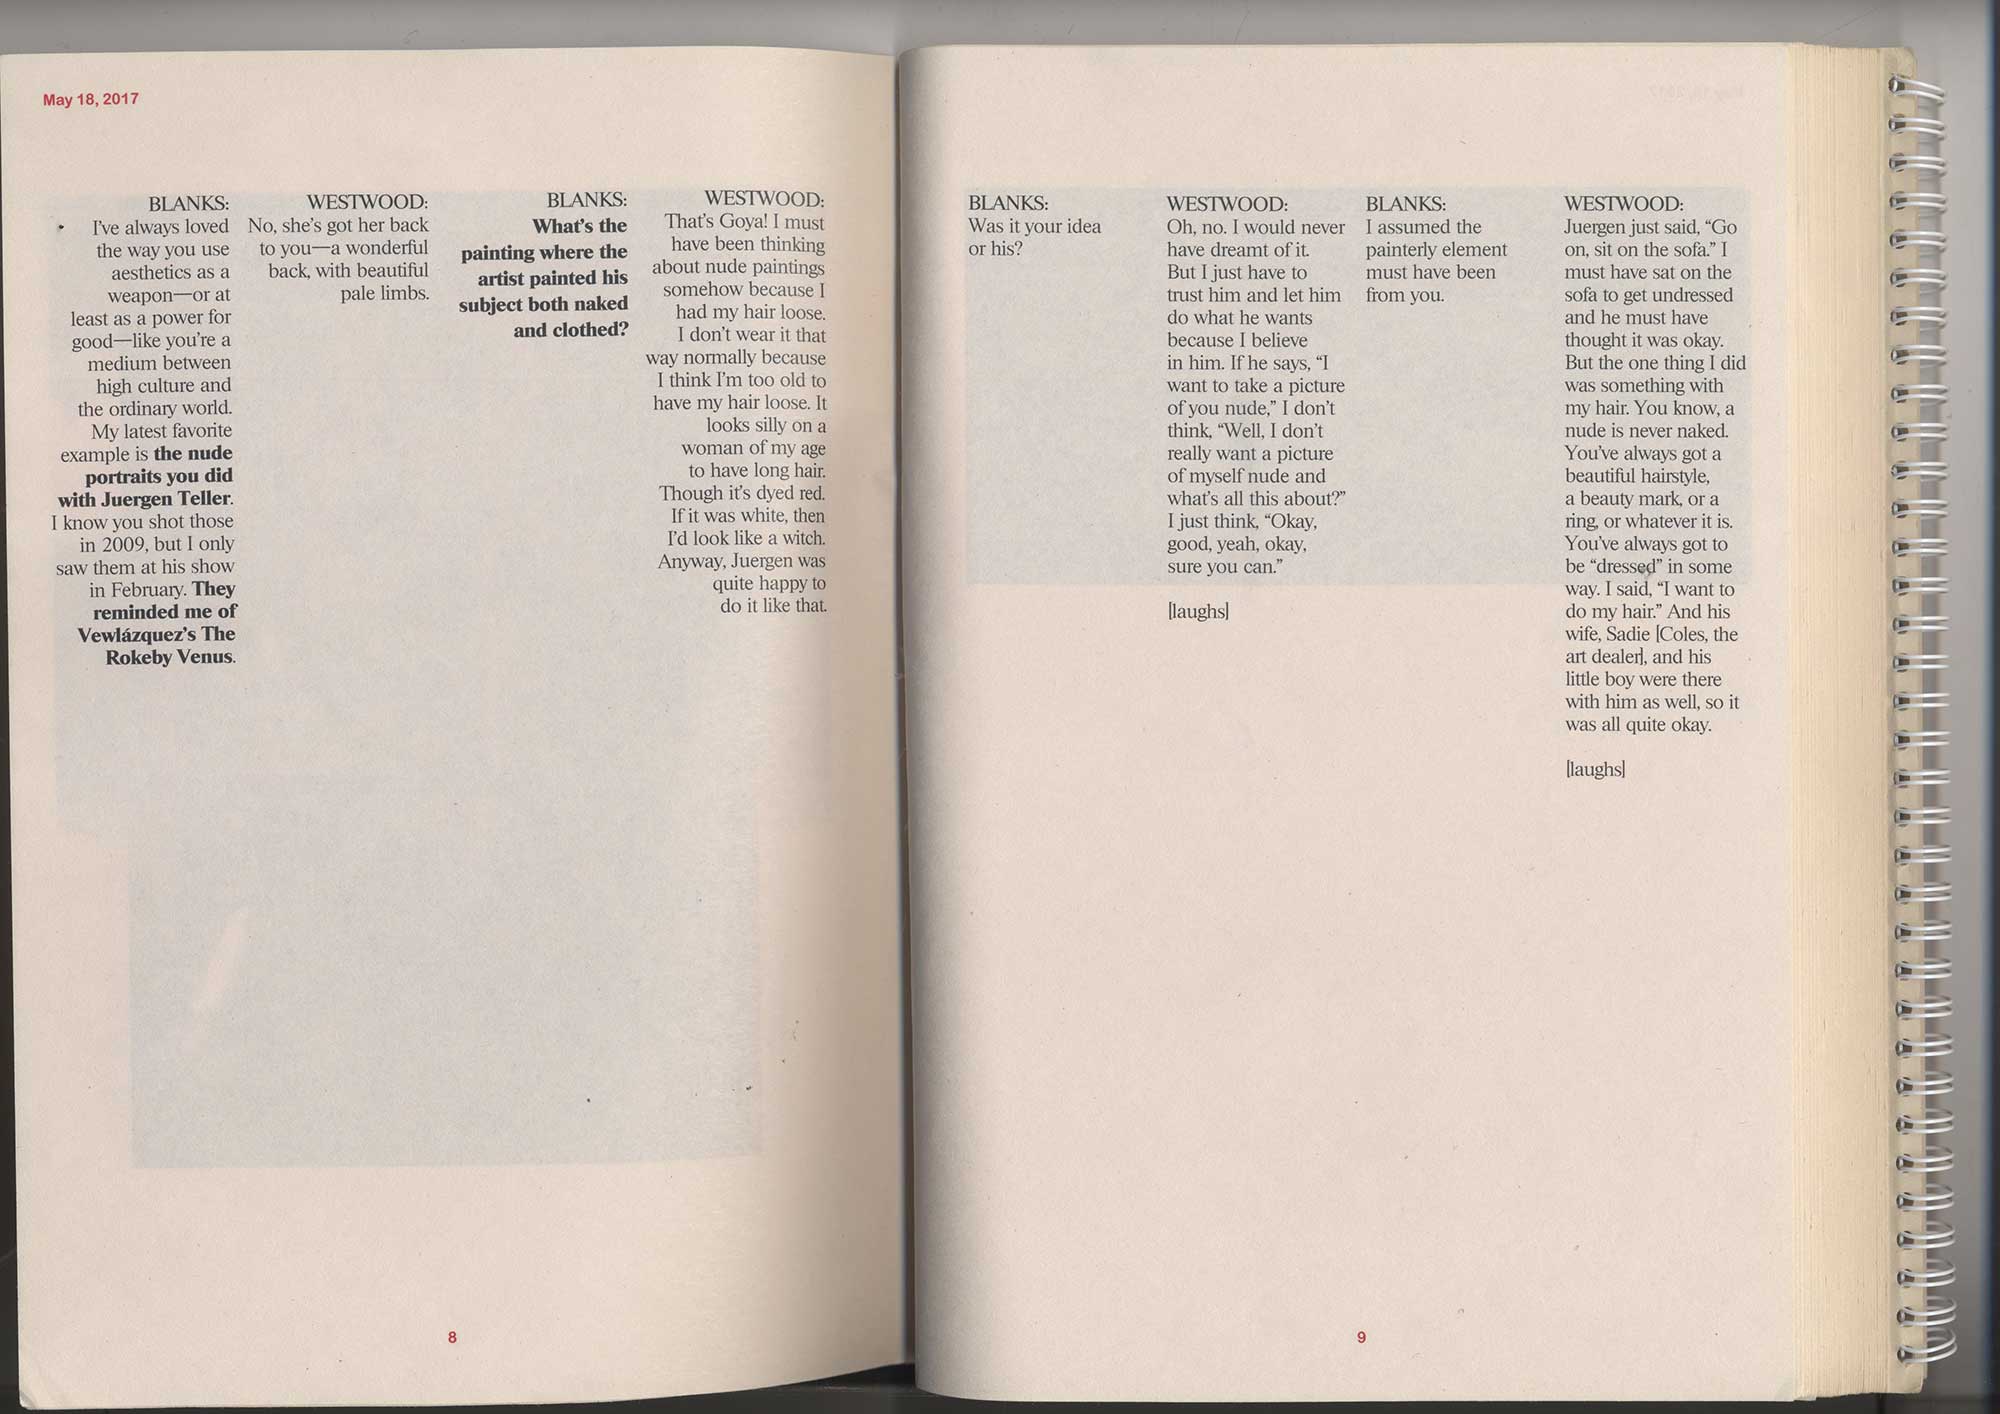 May 18, 2017
BLANKS:
I've always loved
the way you use
aesthetics as a
weapon—or at
least as a power for
good—like you're a
medium between
high culture and
the ordinary world.
My latest favorite
example is the nude
portraits you did
with Juergen Teller.
I know you shot those
in 2009, but I only
saw them at his show
in February. They
reminded me of
Vewlázquez's The
Rokeby Venus.
WESTWOOD:
No, she's got her back
to you—a wonderful
back, with beautiful
pale limbs.
BLANKS:
What's the
painting where the
artist painted his
subject both naked
and clothed?
WESTWOOD:
That's Goya! I must
have been thinking
about nude paintings
somehow because I
had my hair loose.
I don't wear it that
way normally because
I think I'm too old to
have my hair loose. It
looks silly on a
woman of my age
to have long hair.
Though it's dyed red.
If it was white, then
I'd look like a witch.
Anyway, Juergen was
quite happy to
do it like that.
8
BLANKS:
Was it your idea
or his?
WESTWOOD:
Oh, no. I would never
have dreamt of it.
But I just have to
trust him and let him
do what he wants
because I believe
in him. If he says, “I
want to take a picture
of you nude,” I don't
think, “Well, I don't
really want a picture
of myself nude and
what's all this about?”
I just think, “Okay,
good, yeah, okay,
sure you can.”
[laughs]
BLANKS:
I assumed the
painterly element
must have been
from you.
WESTWOOD:
Juergen just said, “Go
on, sit on the sofa.” I
must have sat on the
sofa to get undressed
and he must have
thought it was okay.
But the one thing I did
was something with
my hair. You know, a
nude is never naked.
You've always got a
beautiful hairstyle,
a beauty mark, or a
ring, or whatever it is.
You've always got to
be “dressed” in some
way. I said, “I want to
do my hair.” And his
wife, Sadie [Coles, the
art dealer], and his
little boy were there
with him as well, so it
was all quite okay.
[laughs]
9